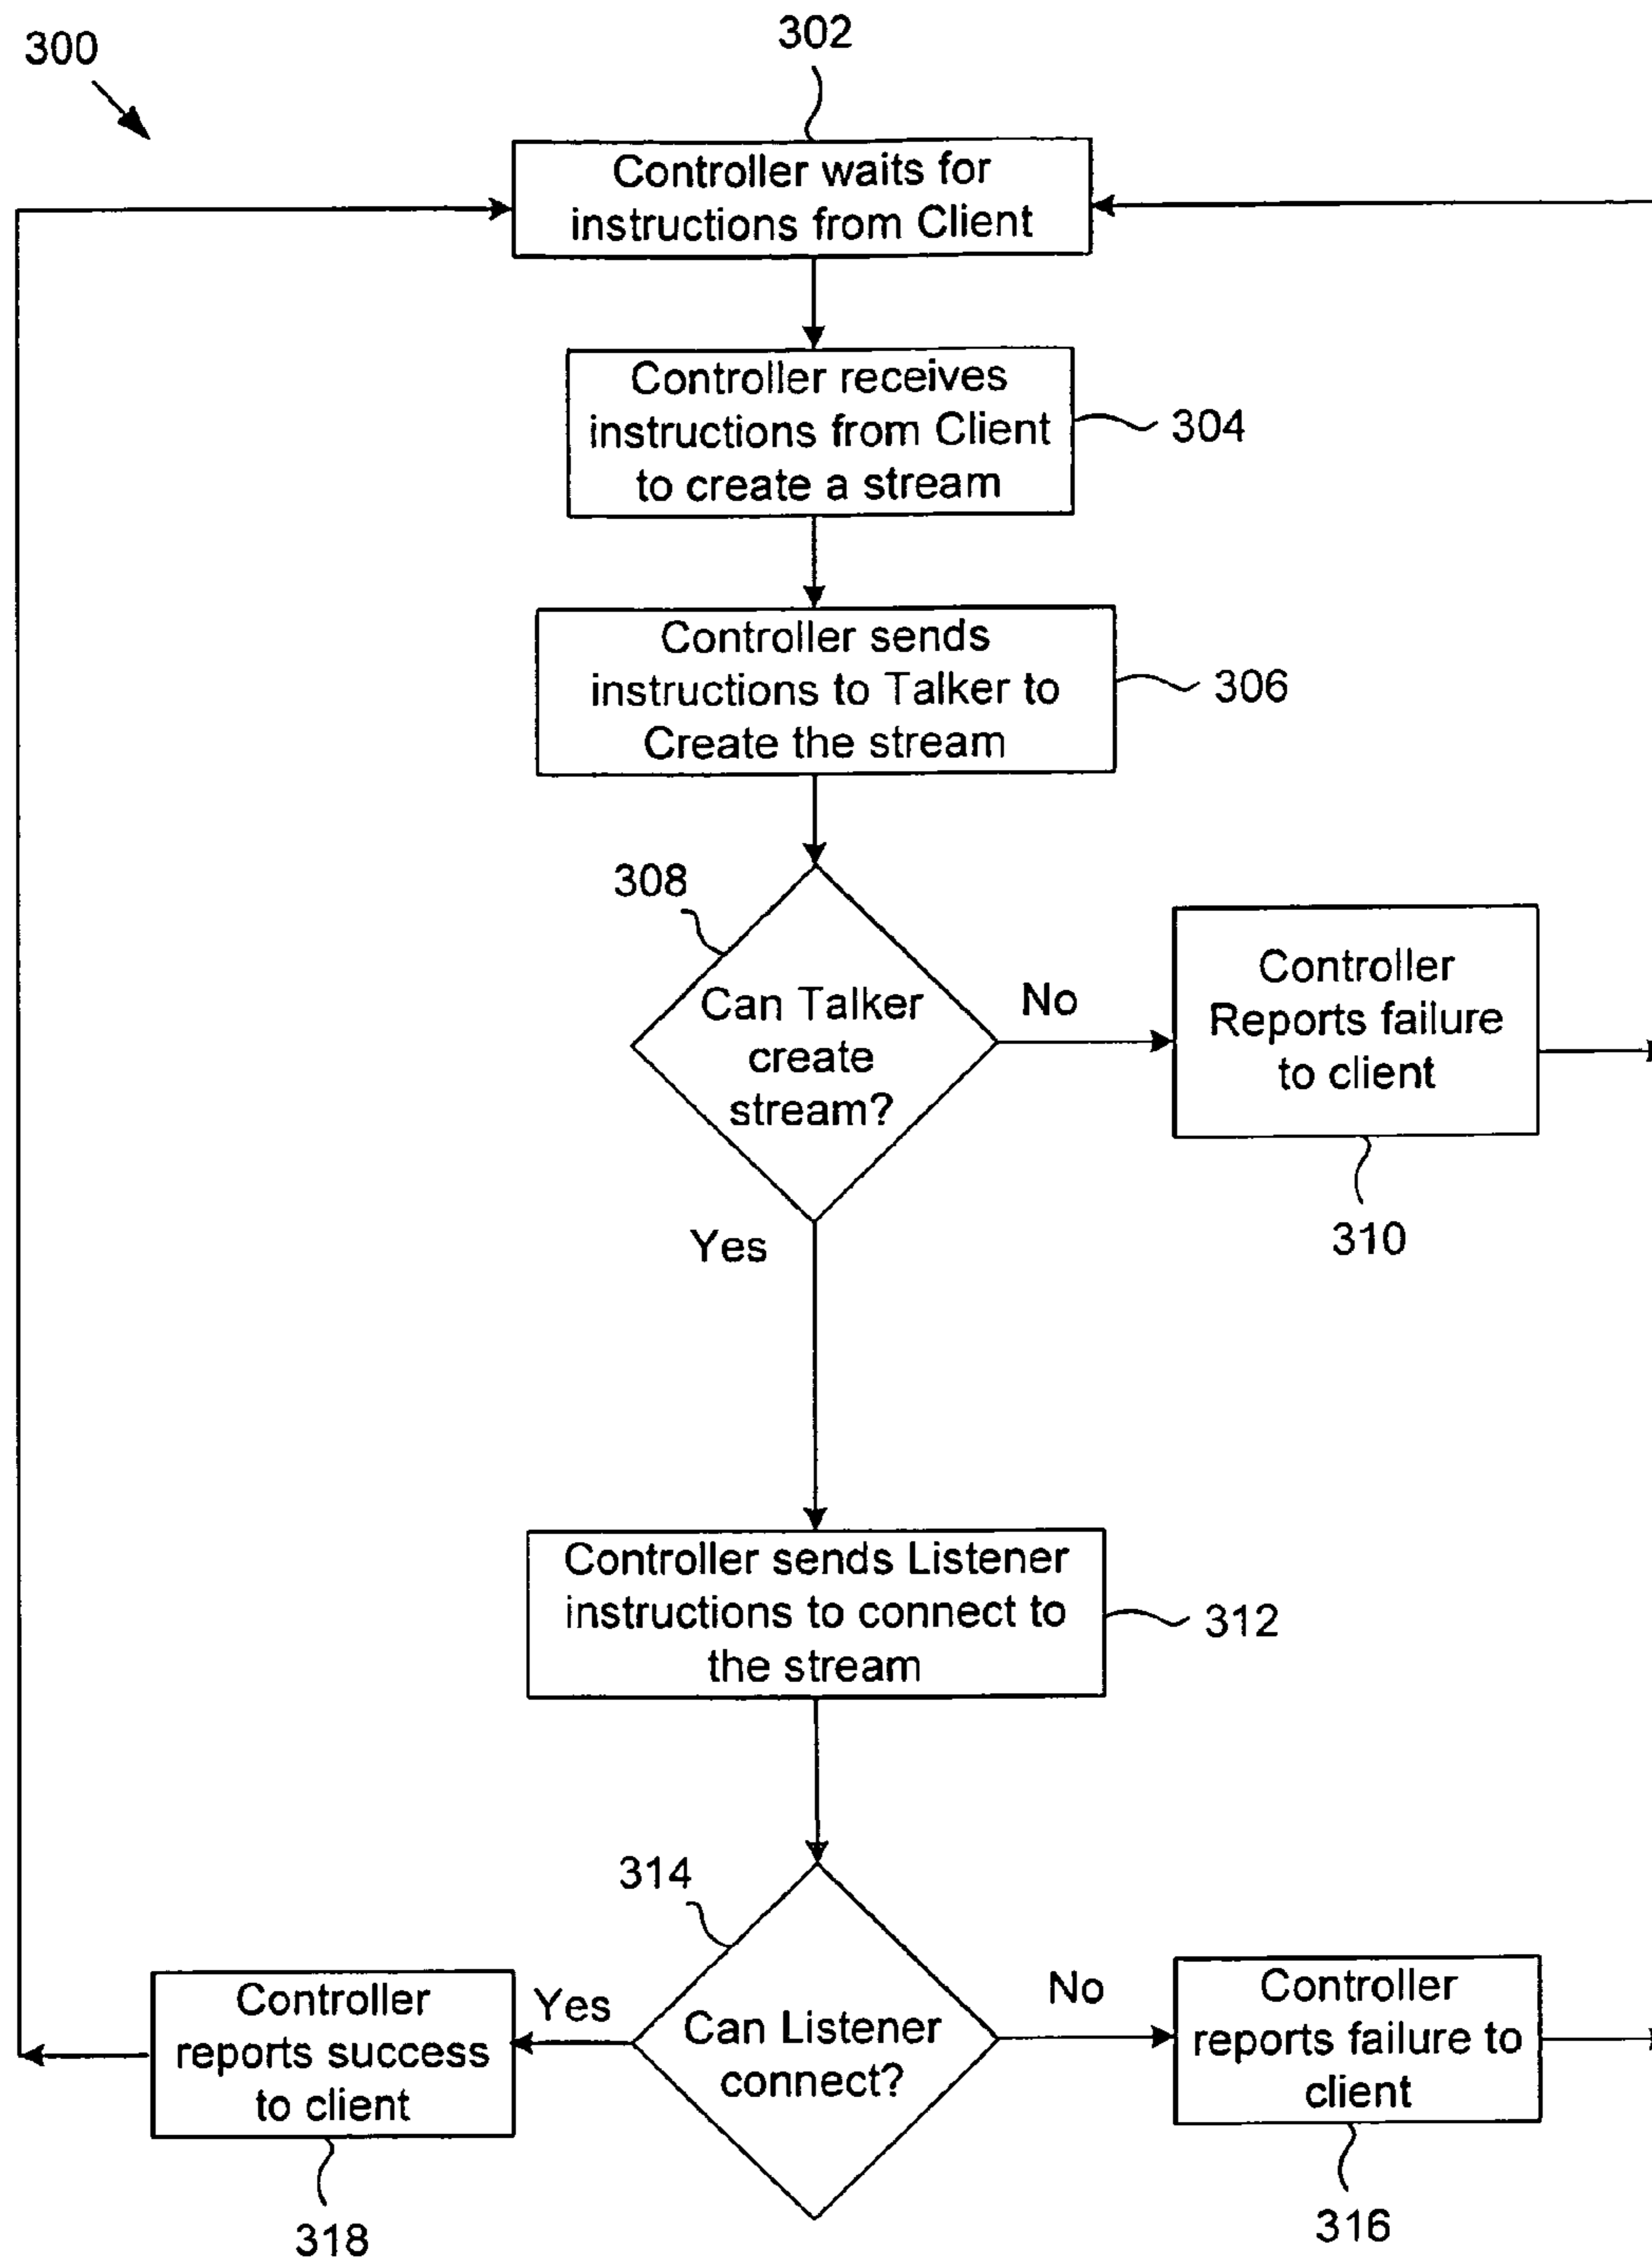 300
302
Controller waits for
instructions from Client
Controller receives
instructions from Client
to create a stream
304
Controller sends
instructions to Talker to
Create the stream
306
308
Can Talker
create
stream?
No
Controller
Reports failure
to client
310
Yes
Controller sends Listener
instructions to connect to
the stream
312
314
Can Listener
connect?
Yes
Controller
reports success
to client
318
No
Controller
reports failure to
client
316